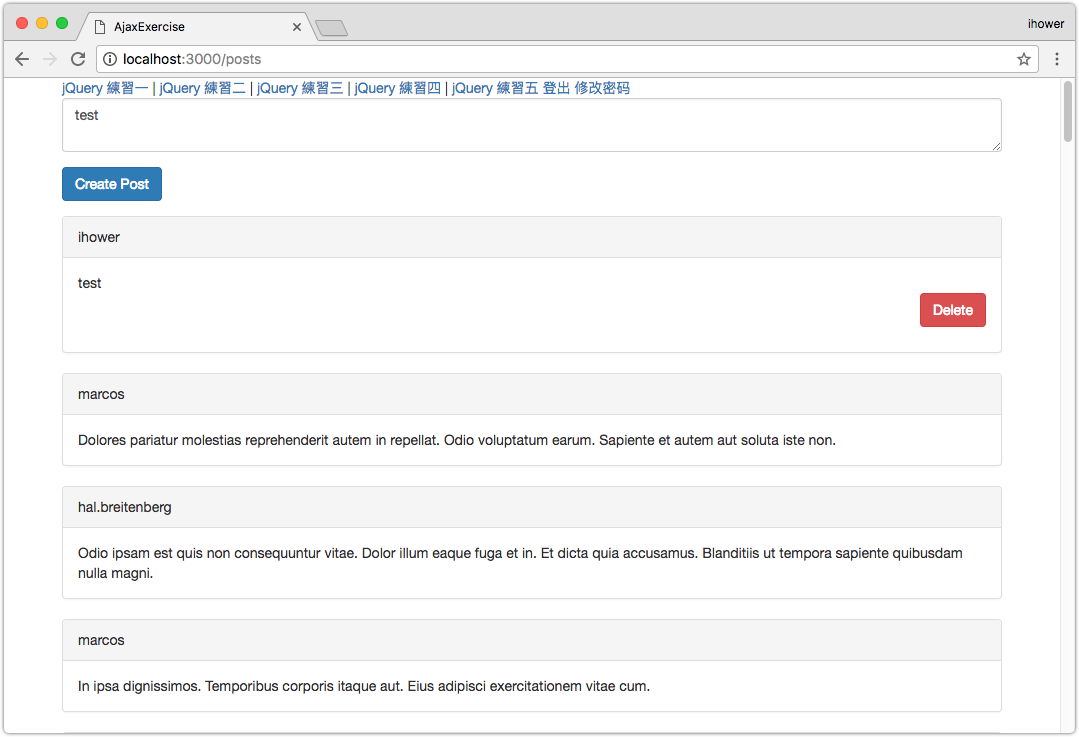 AjaxExercise
ihower
localhost:3000/posts
jQuery 練習一 | jQuery 練習二 | jQuery 練習三 | jQuery 練習四 | jQuery 練習五 登出 修改密码
test
Create Post
ihower
test
Delete
marcos
Dolores pariatur molestias reprehenderit autem in repellat. Odio voluptatum earum. Sapiente et autem aut soluta iste non.
hal.breitenberg
Odio ipsam est quis non consequuntur vitae. Dolor illum eaque fuga et in. Et dicta quia accusamus. Blanditiis ut tempora sapiente quibusdam
nulla magni.
marcos
In ipsa dignissimos. Temporibus corporis itaque aut. Eius adipisci exercitationem vitae cum.